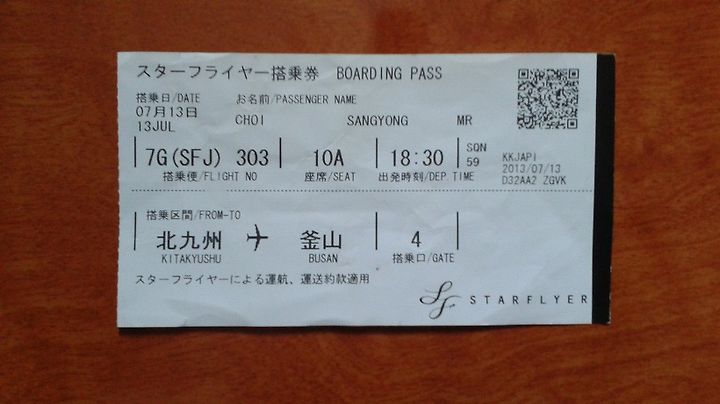 スターフライヤー搭乗券 BOARDING PASS
搭乗日/DATE お名前/PASSENGER NAME
07月13日
13JUL CHOI SANGYONG MR
7G(SFJ) 303 10A 18:30 SQN 59
搭乗便/FLIGHT NO 座席/SEAT 出発時刻/DEP.TIME
KKJAPI
2013/07/13
D32AA2 ZGVK
搭乗区間/FROM-TO
北九州 釜山 4
KITAKYUSHU BUSAN 搭乗口/GATE
スターフライヤーによる運航、運送約款適用
STARFLYER